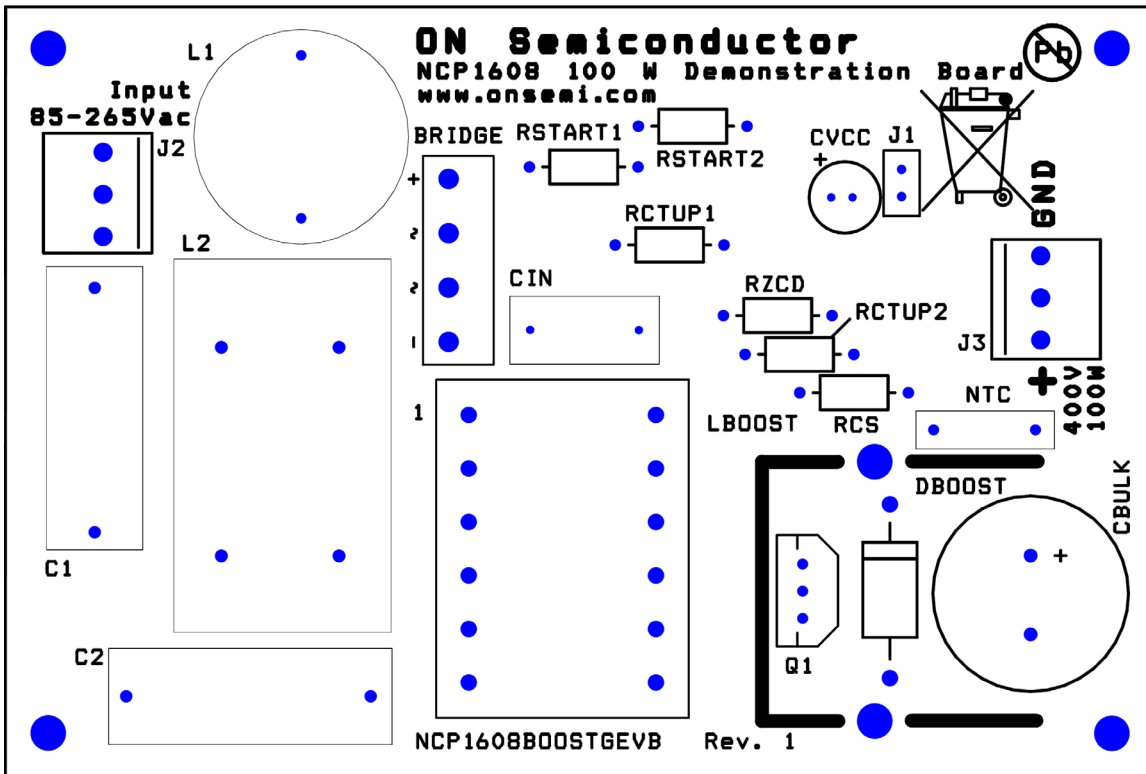 ON Semiconductor
NCP1608 100 W Demonstration Board
www.onsemi.com
Pb
L1
Input
85-265Vac
J2
BRIDGE
RSTART1
RSTART2
CVCC
+
J1
GND
+
~
~
-
RCTUP1
L2
CIN
RZCD
RCTUP2
J3
+
400V
100W
NTC
1
LBOOST
RCS
DBOOST
CBULK
+
C1
Q1
C2
NCP1608BOOSTGEVB Rev. 1